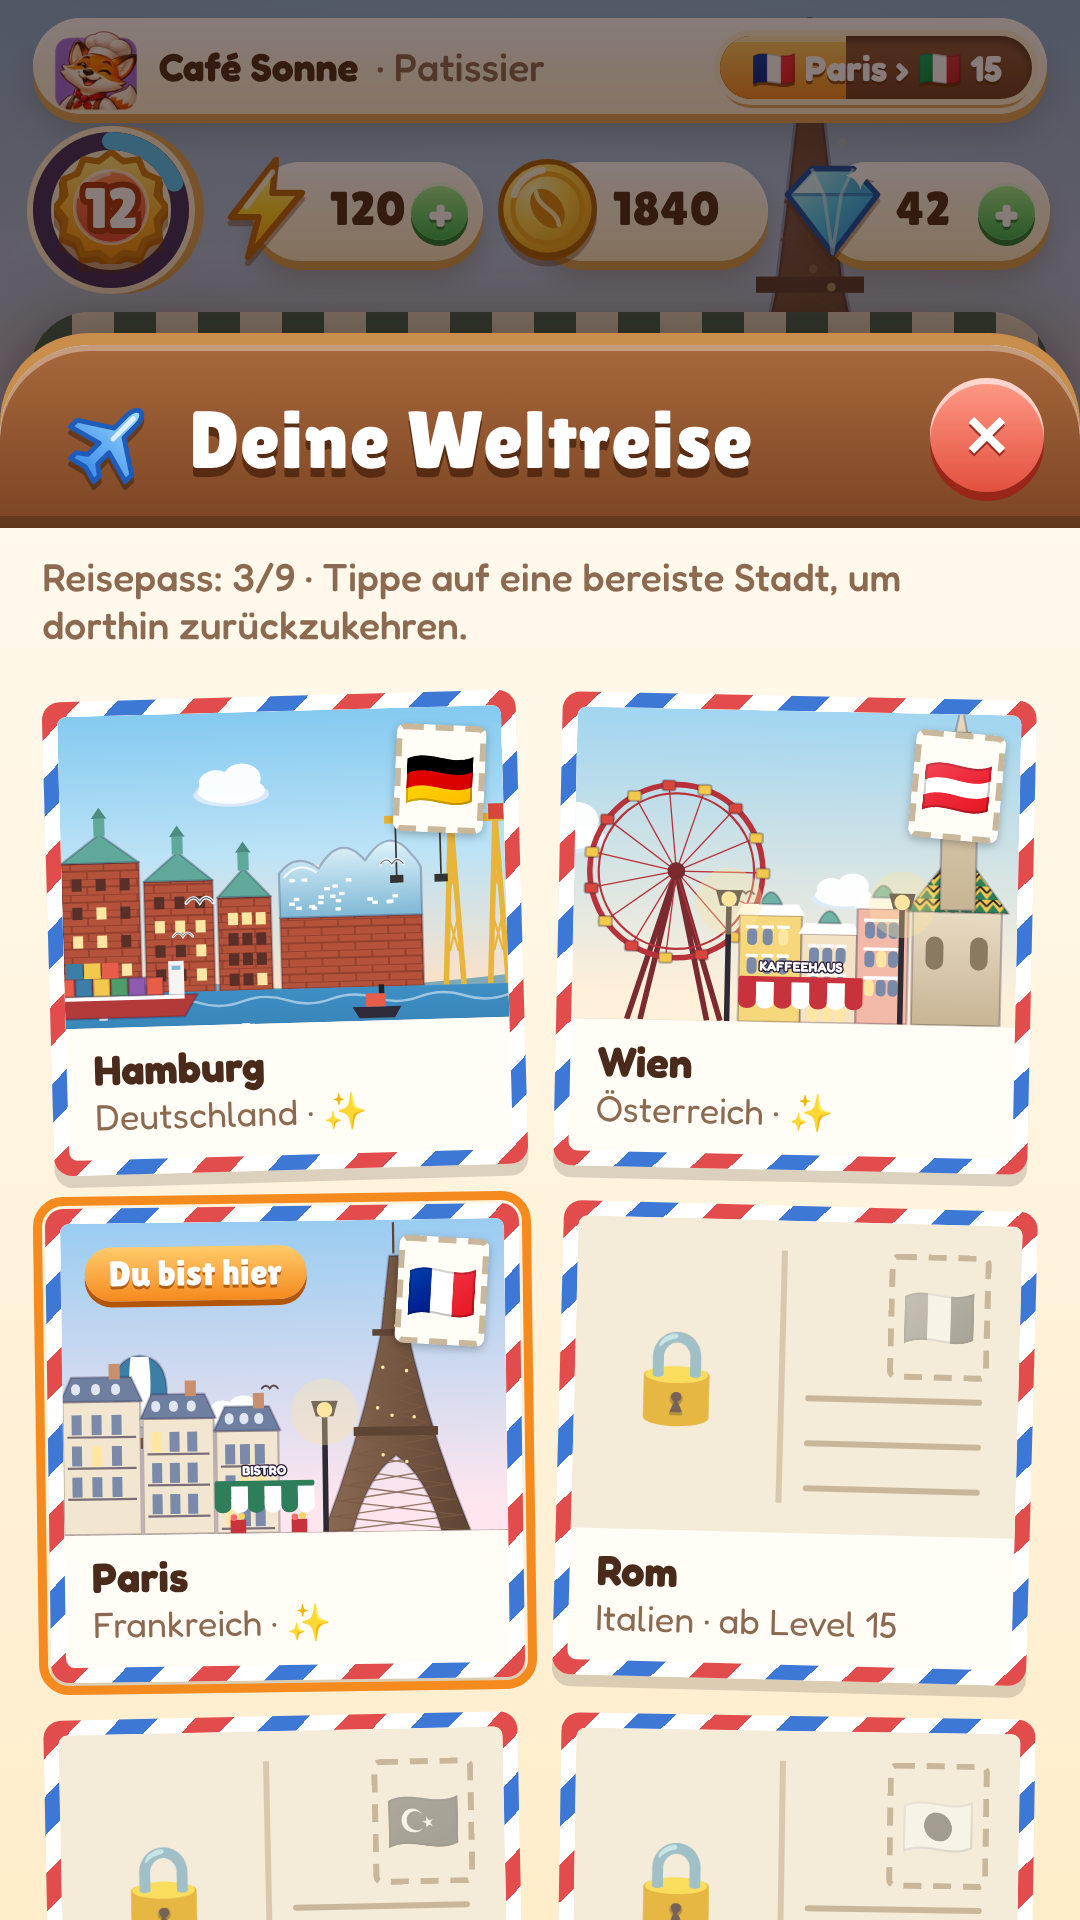 Café Sonne · Patissier
Paris › 15
12
120
1840
42
Deine Weltreise
Reisepass: 3/9 · Tippe auf eine bereiste Stadt, um
dorthin zurückzukehren.
KAFFEEHAUS
Hamburg
Deutschland ·
Wien
Österreich ·
Du bist hier
BISTRO
Paris
Frankreich ·
Rom
Italien · ab Level 15